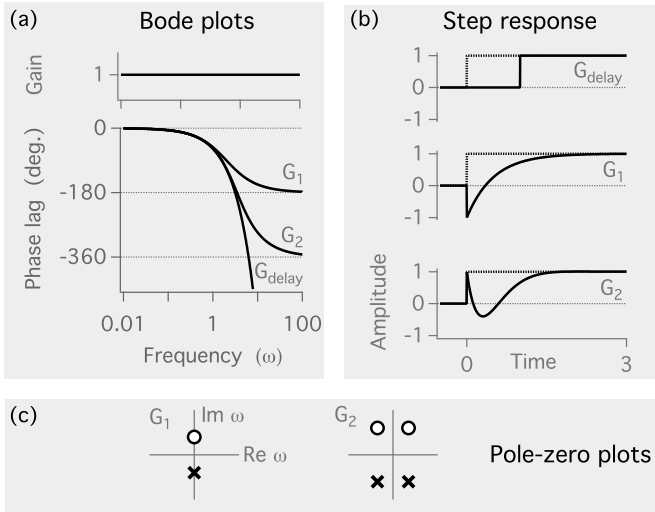 (a) Bode plots
Gain
1
Phase lag (deg.)
0
-180
-360
G1
G2
Gdelay
0.01 1 100
Frequency (ω)
(b) Step response
1
0
-1
Gdelay
1
0
-1
G1
Amplitude
1
0
-1
G2
0 Time 3
(c)
G1 Im ω
Re ω
G2
Pole-zero plots